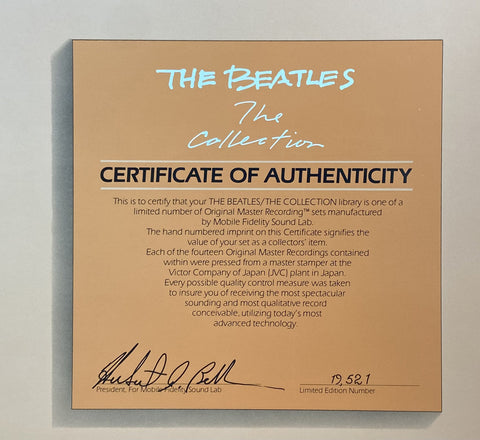 THE BEATLES
The
Collection
CERTIFICATE OF AUTHENTICITY
This is to certify that your THE BEATLES/THE COLLECTION library is one of a
limited number of Original Master Recording™ sets manufactured
by Mobile Fidelity Sound Lab.
The hand numbered imprint on this Certificate signifies the
value of your set as a collectors' item.
Each of the fourteen Original Master Recordings contained
within were pressed from a master stamper at the
Victor Company of Japan (JVC) plant in Japan.
Every possible quality control measure was taken
to insure you of receiving the most spectacular
sounding and most qualitative record
conceivable, utilizing today's most
advanced technology.
19,521
President, For Mobile Fidelity Sound Lab
Limited Edition Number